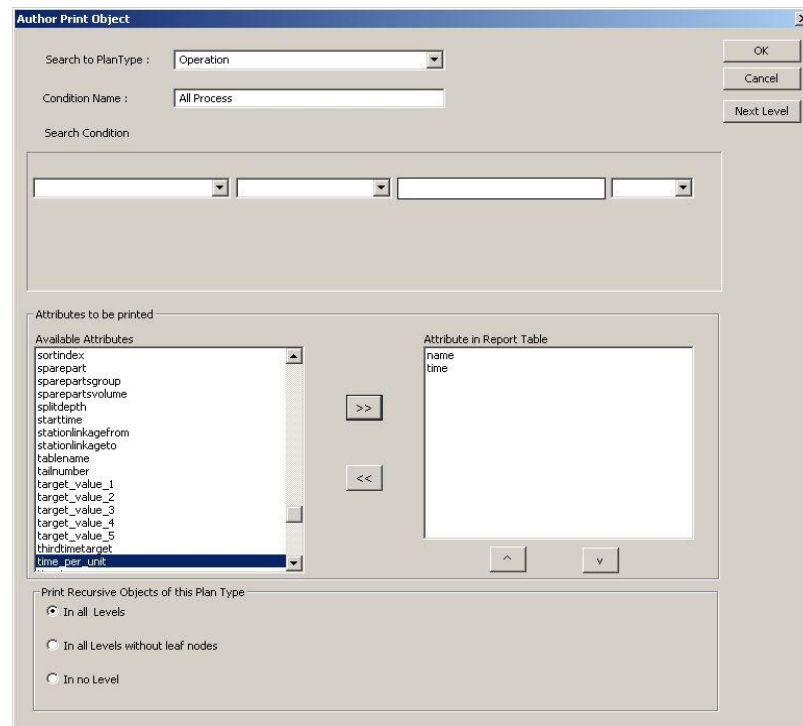 Author Print Object
Search to PlanType : Operation
OK
Cancel
Condition Name : All Process
Next Level
Search Condition
Attributes to be printed
Available Attributes
sortindex
sparepart
sparepartsgroup
sparepartsvolume
splitdepth
starttime
stationlinkagefrom
stationlinkageto
tablename
tailnumber
target_value_1
target_value_2
target_value_3
target_value_4
target_value_5
thirdtimetarget
time_per_unit
>>
<<
Attribute in Report Table
name
time
^
v
Print Recursive Objects of this Plan Type
In all Levels
In all Levels without leaf nodes
In no Level